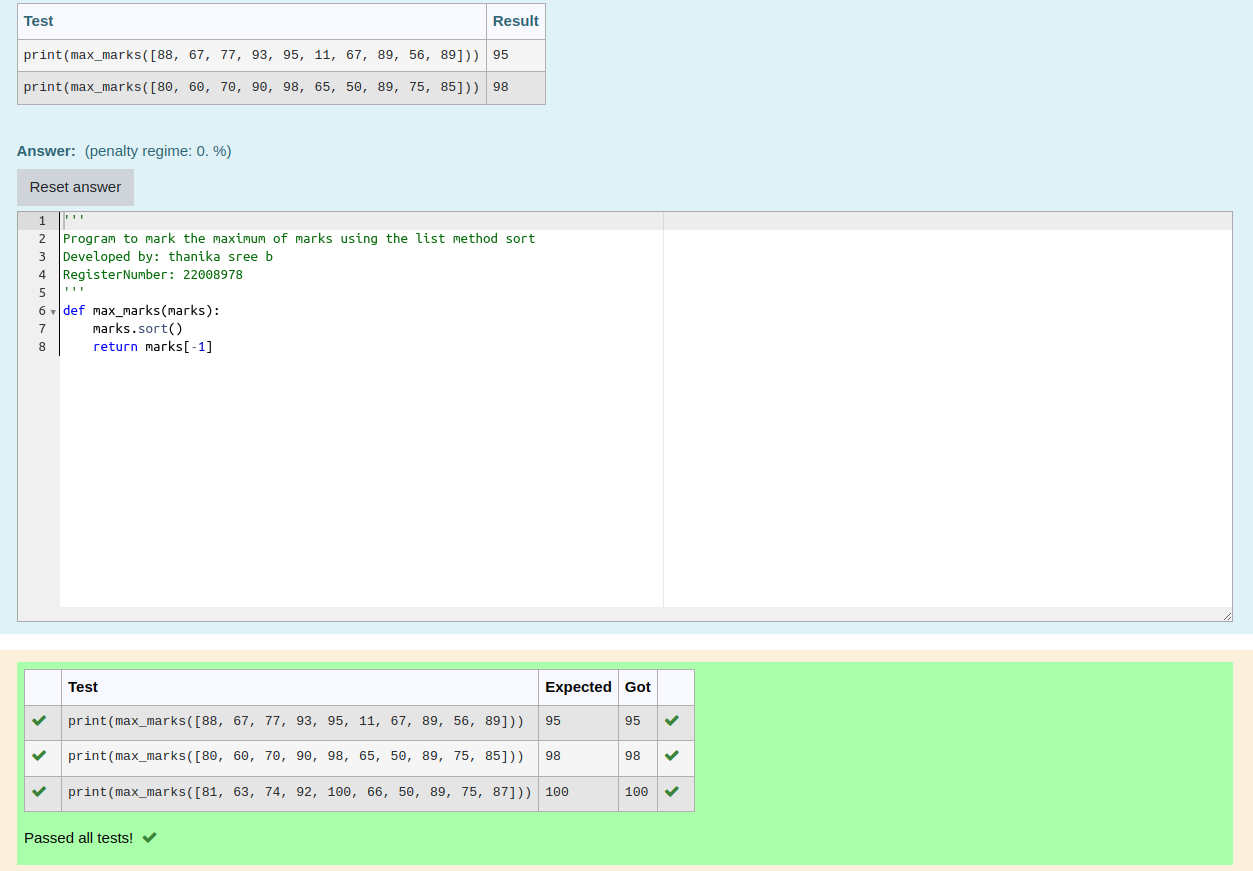 Test Result
print(max_marks([88, 67, 77, 93, 95, 11, 67, 89, 56, 89])) 95
print(max_marks([80, 60, 70, 90, 98, 65, 50, 89, 75, 85])) 98
Answer: (penalty regime: 0. %)
Reset answer
1 '''
2 Program to mark the maximum of marks using the list method sort
3 Developed by: thanika sree b
4 RegisterNumber: 22008978
5 '''
6 def max_marks(marks):
7     marks.sort()
8     return marks[-1]
Test Expected Got
print(max_marks([88, 67, 77, 93, 95, 11, 67, 89, 56, 89])) 95 95
print(max_marks([80, 60, 70, 90, 98, 65, 50, 89, 75, 85])) 98 98
print(max_marks([81, 63, 74, 92, 100, 66, 50, 89, 75, 87])) 100 100
Passed all tests!